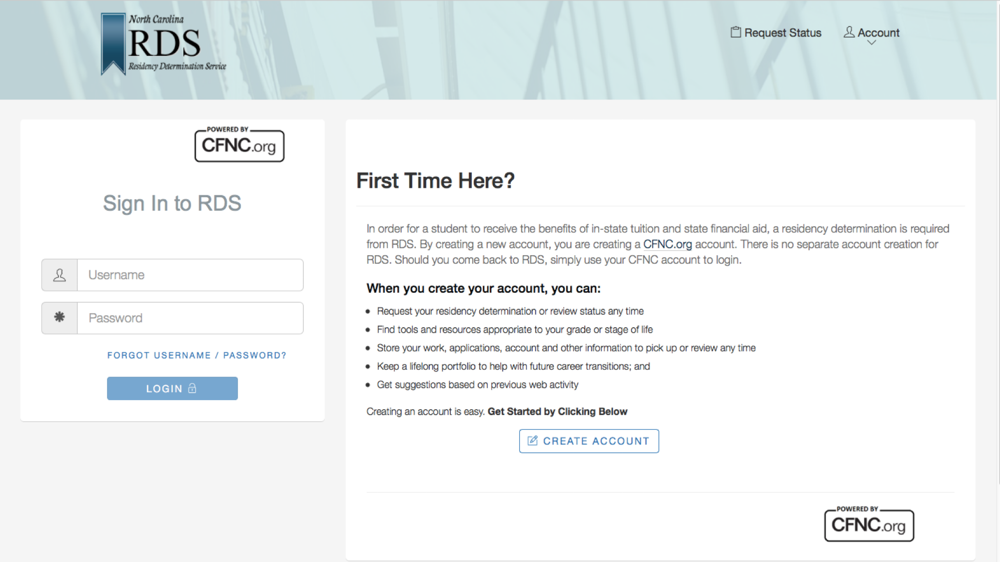 North Carolina
RDS
Residency Determination Service
Request Status
Account
POWERED BY
CFNC.org
Sign In to RDS
Username
Password
FORGOT USERNAME / PASSWORD?
LOGIN
First Time Here?
In order for a student to receive the benefits of in-state tuition and state financial aid, a residency determination is required
from RDS. By creating a new account, you are creating a CFNC.org account. There is no separate account creation for
RDS. Should you come back to RDS, simply use your CFNC account to login.
When you create your account, you can:
Request your residency determination or review status any time
Find tools and resources appropriate to your grade or stage of life
Store your work, applications, account and other information to pick up or review any time
Keep a lifelong portfolio to help with future career transitions; and
Get suggestions based on previous web activity
Creating an account is easy. Get Started by Clicking Below
CREATE ACCOUNT
POWERED BY
CFNC.org